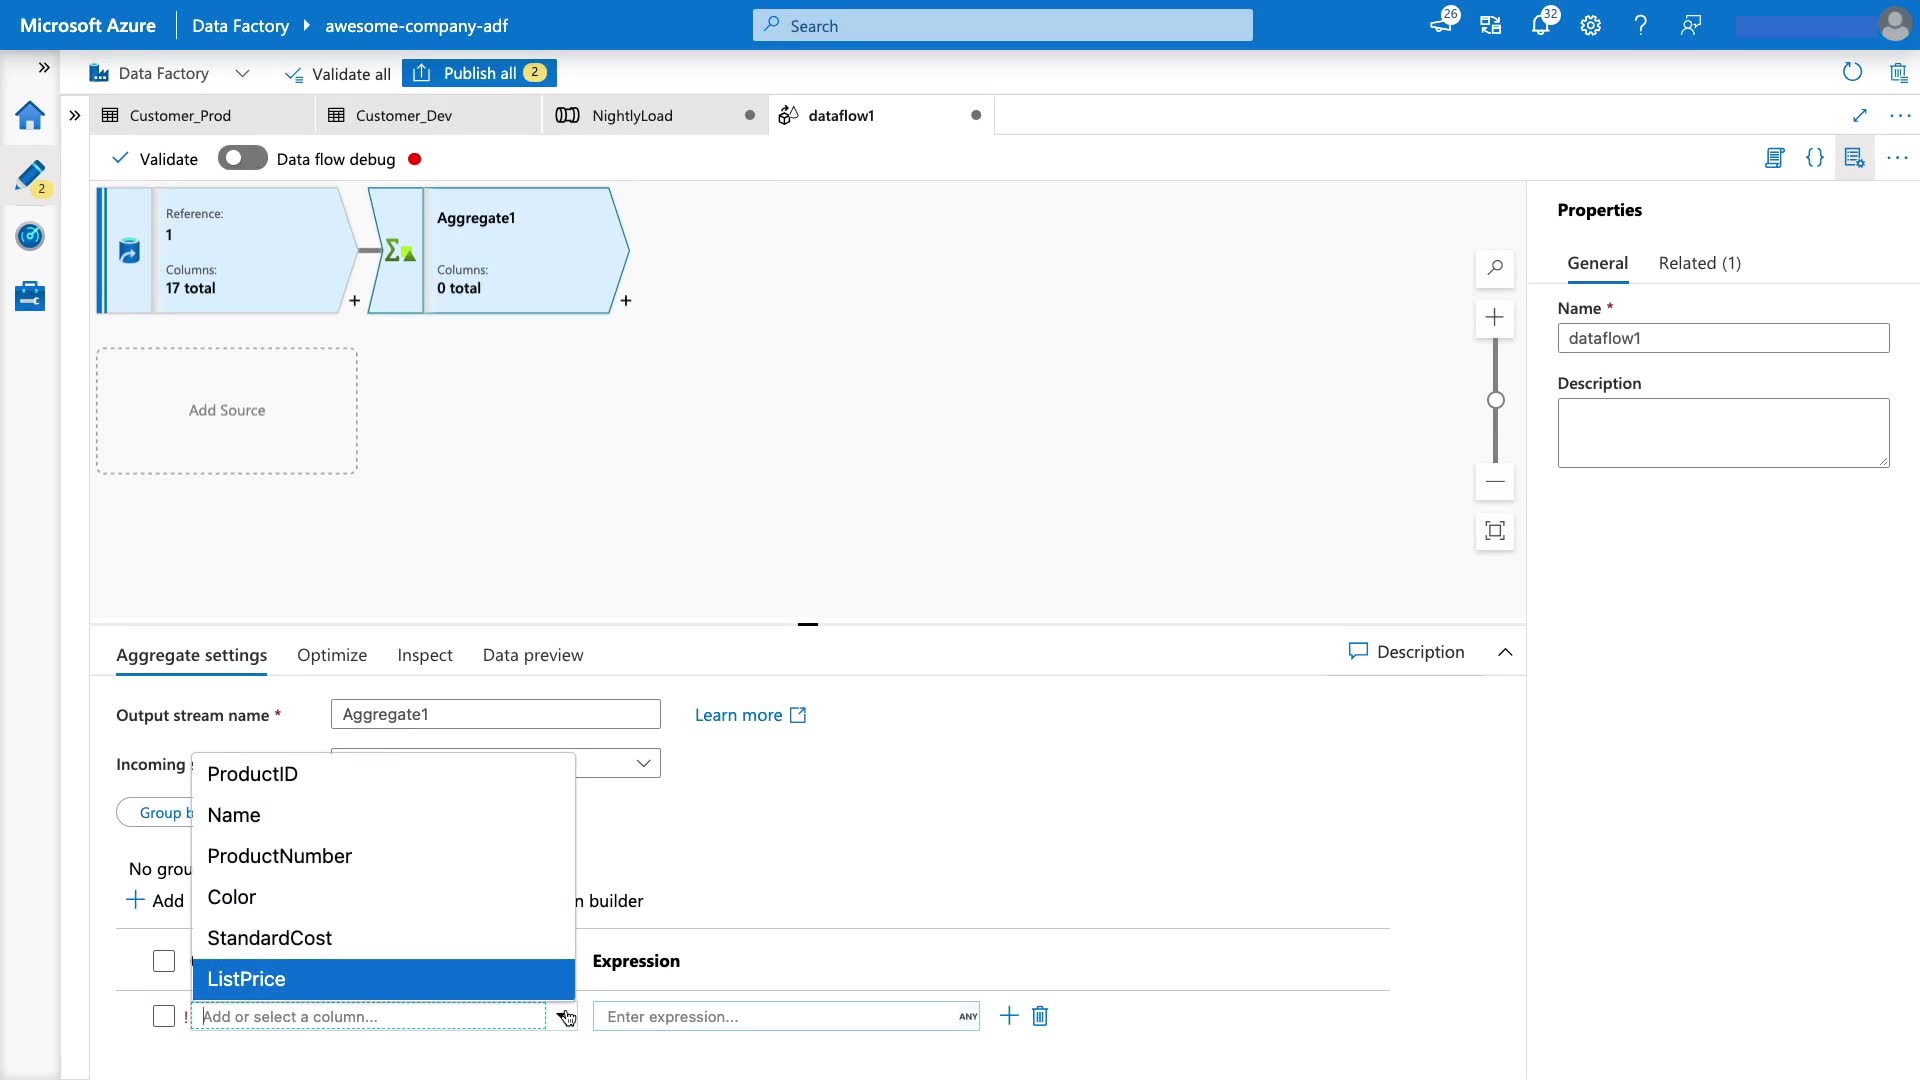 Microsoft Azure
Data Factory
awesome-company-adf
Search
26
32
Data Factory
Validate all
Publish all
2
Customer_Prod
Customer_Dev
NightlyLoad
dataflow1
2
Validate
Data flow debug
Reference:
1
Columns:
17 total
+
Aggregate1
Columns:
0 total
+
Add Source
Properties
General
Related (1)
Name *
dataflow1
Description
Aggregate settings
Optimize
Inspect
Data preview
Description
Output stream name *
Aggregate1
Learn more
Incoming
Group b
No grou
Add
n builder
ProductID
Name
ProductNumber
Color
StandardCost
ListPrice
Expression
! Add or select a column...
Enter expression...
ANY